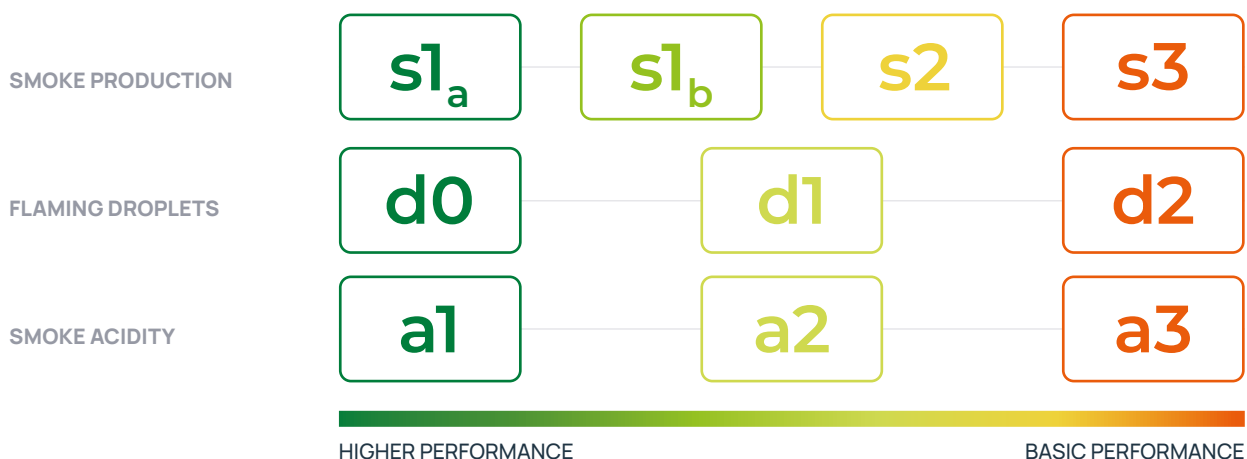 SMOKE PRODUCTION s1a s1b s2 s3
FLAMING DROPLETS d0 d1 d2
SMOKE ACIDITY a1 a2 a3
HIGHER PERFORMANCE BASIC PERFORMANCE